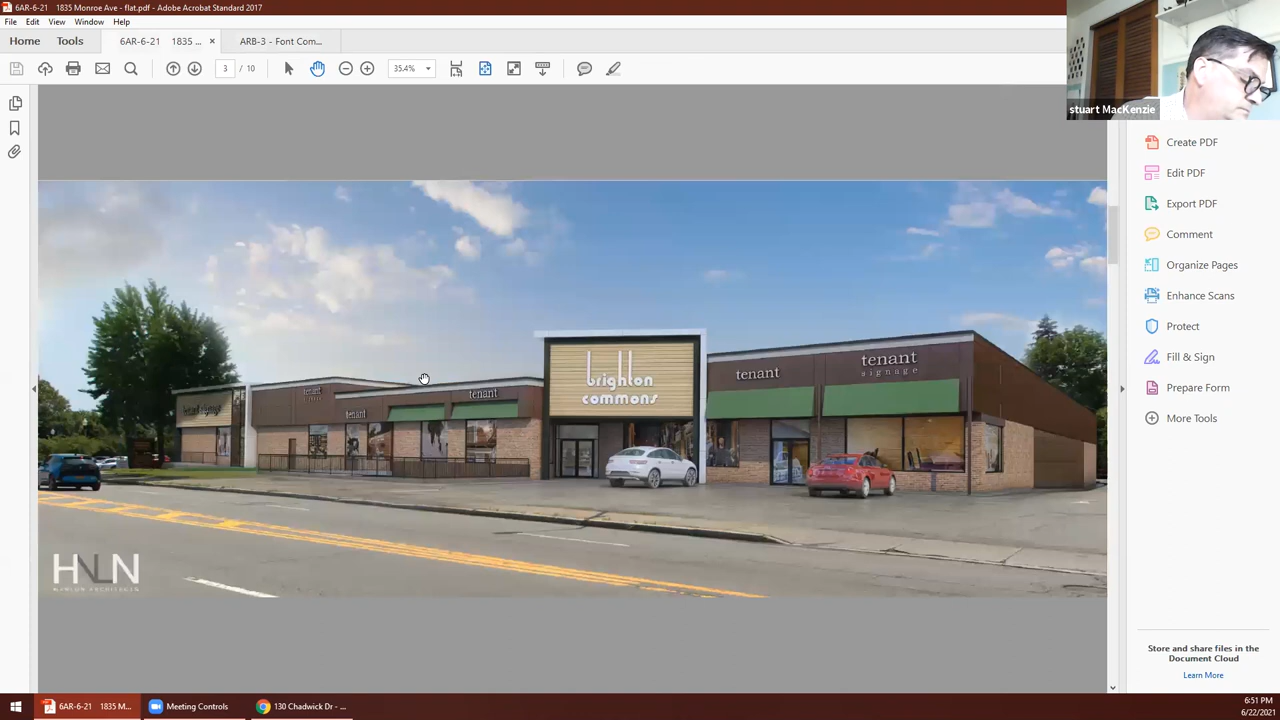 6AR-6-21 1835 Monroe Ave - flat.pdf - Adobe Acrobat Standard 2017
File Edit View Window Help
Home Tools 6AR-6-21 1835 ... × ARB-3 - Font Com...
3 / 10 35.4%
stuart MacKenzie
Create PDF
Edit PDF
Export PDF
Comment
Organize Pages
Enhance Scans
Protect
Fill & Sign
Prepare Form
More Tools
tenant
tenant
tenant
brighton
commons
tenant
tenant
signage
HNLN
Store and share files in the
Document Cloud
Learn More
6AR-6-21 1835 M...
Meeting Controls
130 Chadwick Dr - ...
6:51 PM
6/22/2021